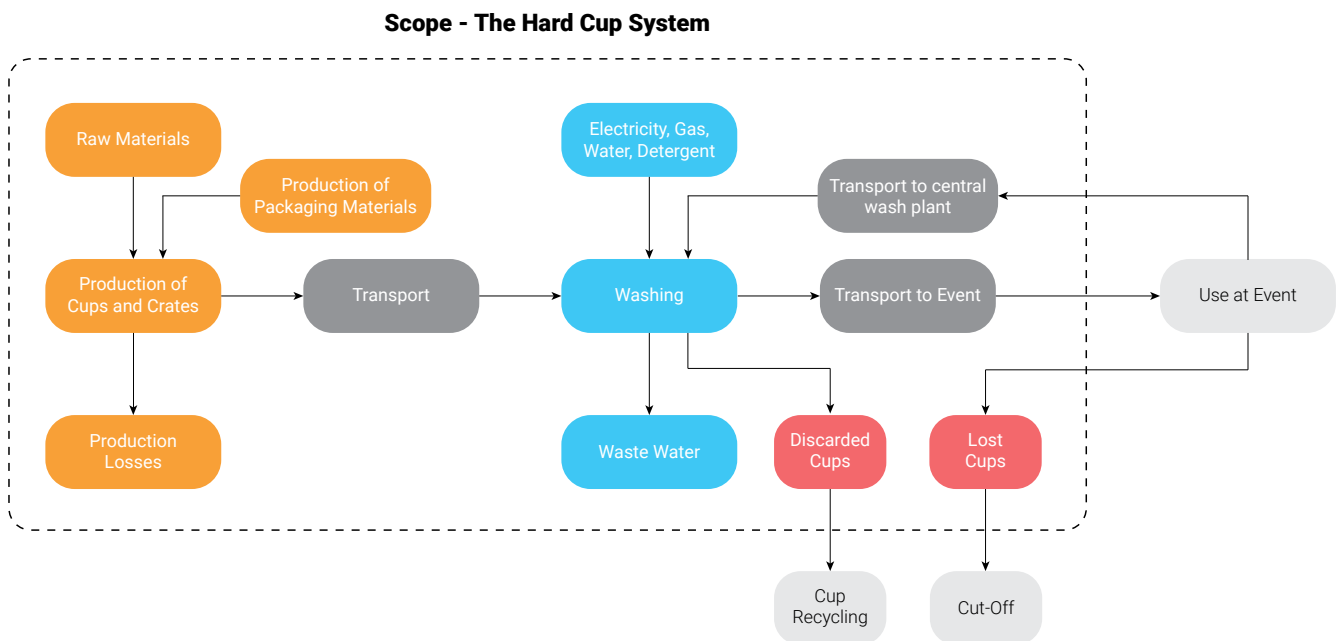 Scope - The Hard Cup System
Raw Materials
Electricity, Gas,
Water, Detergent
Production of
Packaging Materials
Transport to central
wash plant
Production of
Cups and Crates
Transport
Washing
Transport to Event
Use at Event
Production
Losses
Waste Water
Discarded
Cups
Lost
Cups
Cup
Recycling
Cut-Off